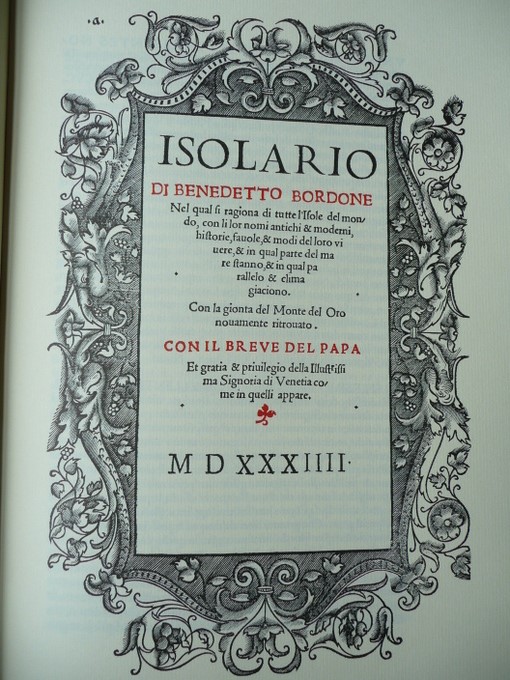 .a.
ISOLARIO
DI BENEDETTO BORDONE
Nel qual si ragiona di tutte l'Isole del mon-
do, con li lor nomi antichi & moderni,
historie, fauole, & modi del loro vi
uere, & in qual parte del ma
re stanno, & in qual pa
rallelo & clima
giaciono.
Con la gionta del Monte del Oro
nouamente ritrouato.
CON IL BREVE DEL PAPA
Et gratia & priuilegio della Illustrissi
ma Signoria di Venetia co-
me in quelli appare.
M D XXXIIII.